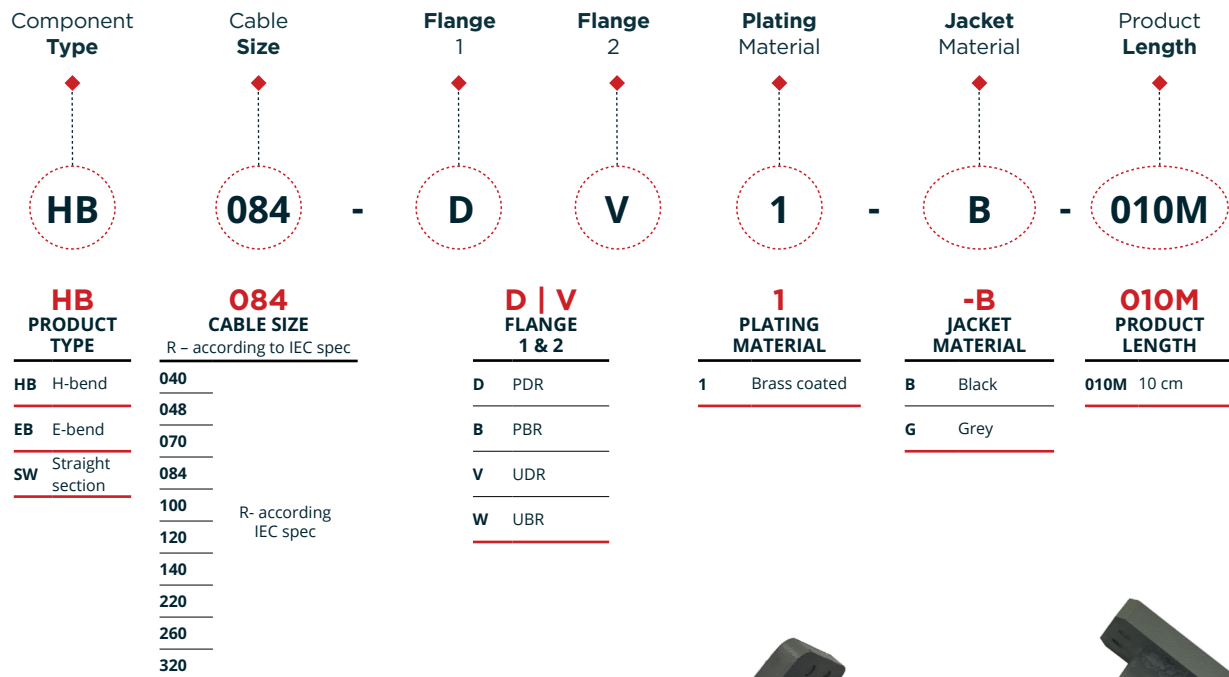 Component
Type
Cable
Size
Flange
1
Flange
2
Plating
Material
Jacket
Material
Product
Length
HB
084
-
D
V
1
-
B
-
010M
HB
PRODUCT
TYPE
HB H-bend
EB E-bend
SW Straight
section
084
CABLE SIZE
R – according to IEC spec
040
048
070
084
100
120
140
220
260
320
R- according
IEC spec
D | V
FLANGE
1 & 2
D PDR
B PBR
V UDR
W UBR
1
PLATING
MATERIAL
1 Brass coated
-B
JACKET
MATERIAL
B Black
G Grey
010M
PRODUCT
LENGTH
010M 10 cm